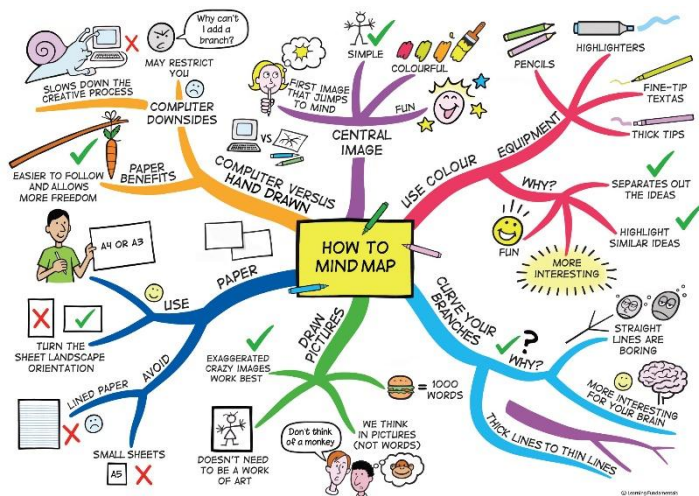 HOW TO
MIND MAP
CENTRAL
IMAGE
FIRST IMAGE
THAT JUMPS
TO MIND
SIMPLE
COLOURFUL
FUN
USE COLOUR
EQUIPMENT
PENCILS
HIGHLIGHTERS
FINE-TIP
TEXTAS
THICK TIPS
WHY?
SEPARATES OUT
THE IDEAS
HIGHLIGHT
SIMILAR IDEAS
MORE
INTERESTING
FUN
CURVE YOUR
BRANCHES
?
WHY?
STRAIGHT
LINES ARE
BORING
MORE INTERESTING
FOR YOUR BRAIN
THICK LINES TO THIN LINES
DRAW
PICTURES
= 1000
WORDS
WE THINK
IN PICTURES
(NOT WORDS)
Don't think
of a monkey
DOESN'T NEED
TO BE A WORK
OF ART
EXAGGERATED
CRAZY IMAGES
WORK BEST
PAPER
USE
A4 OR A3
TURN THE
SHEET LANDSCAPE
ORIENTATION
AVOID
LINED PAPER
SMALL SHEETS
A5
COMPUTER VERSUS
HAND DRAWN
VS
PAPER
BENEFITS
EASIER TO FOLLOW
AND ALLOWS
MORE FREEDOM
COMPUTER
DOWNSIDES
SLOWS DOWN THE
CREATIVE PROCESS
MAY RESTRICT
YOU
Why can't
I add a
branch?
© Learning Fundamentals